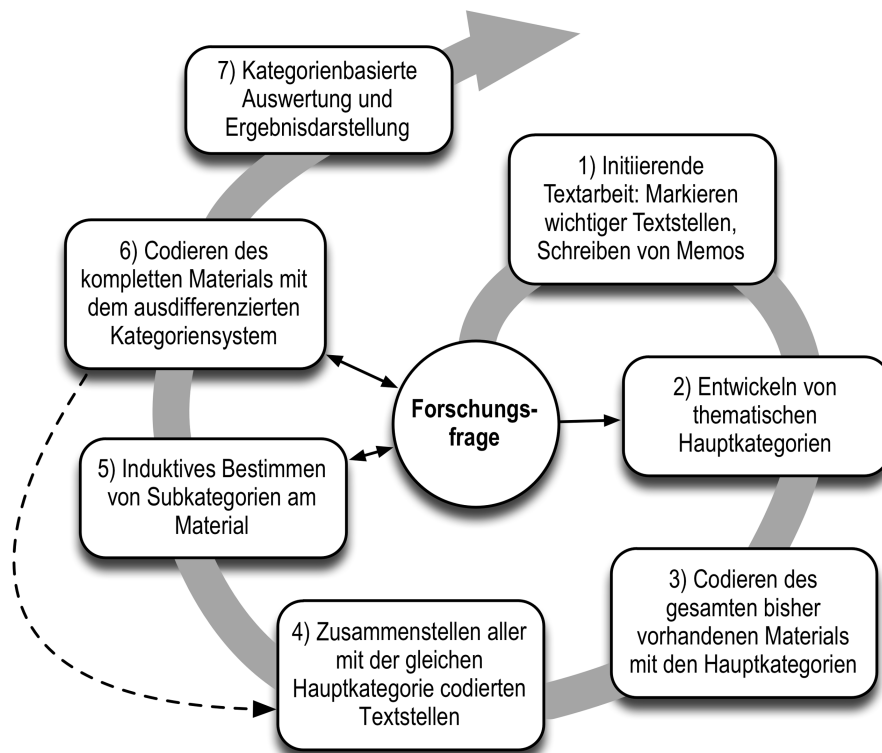 7) Kategorienbasierte
Auswertung und
Ergebnisdarstellung
1) Initiierende
Textarbeit: Markieren
wichtiger Textstellen,
Schreiben von Memos
6) Codieren des
kompletten Materials mit
dem ausdifferenzierten
Kategoriensystem
Forschungs-
frage
2) Entwickeln von
thematischen
Hauptkategorien
5) Induktives Bestimmen
von Subkategorien am
Material
3) Codieren des
gesamten bisher
vorhandenen Materials
mit den Hauptkategorien
4) Zusammenstellen aller
mit der gleichen
Hauptkategorie codierten
Textstellen